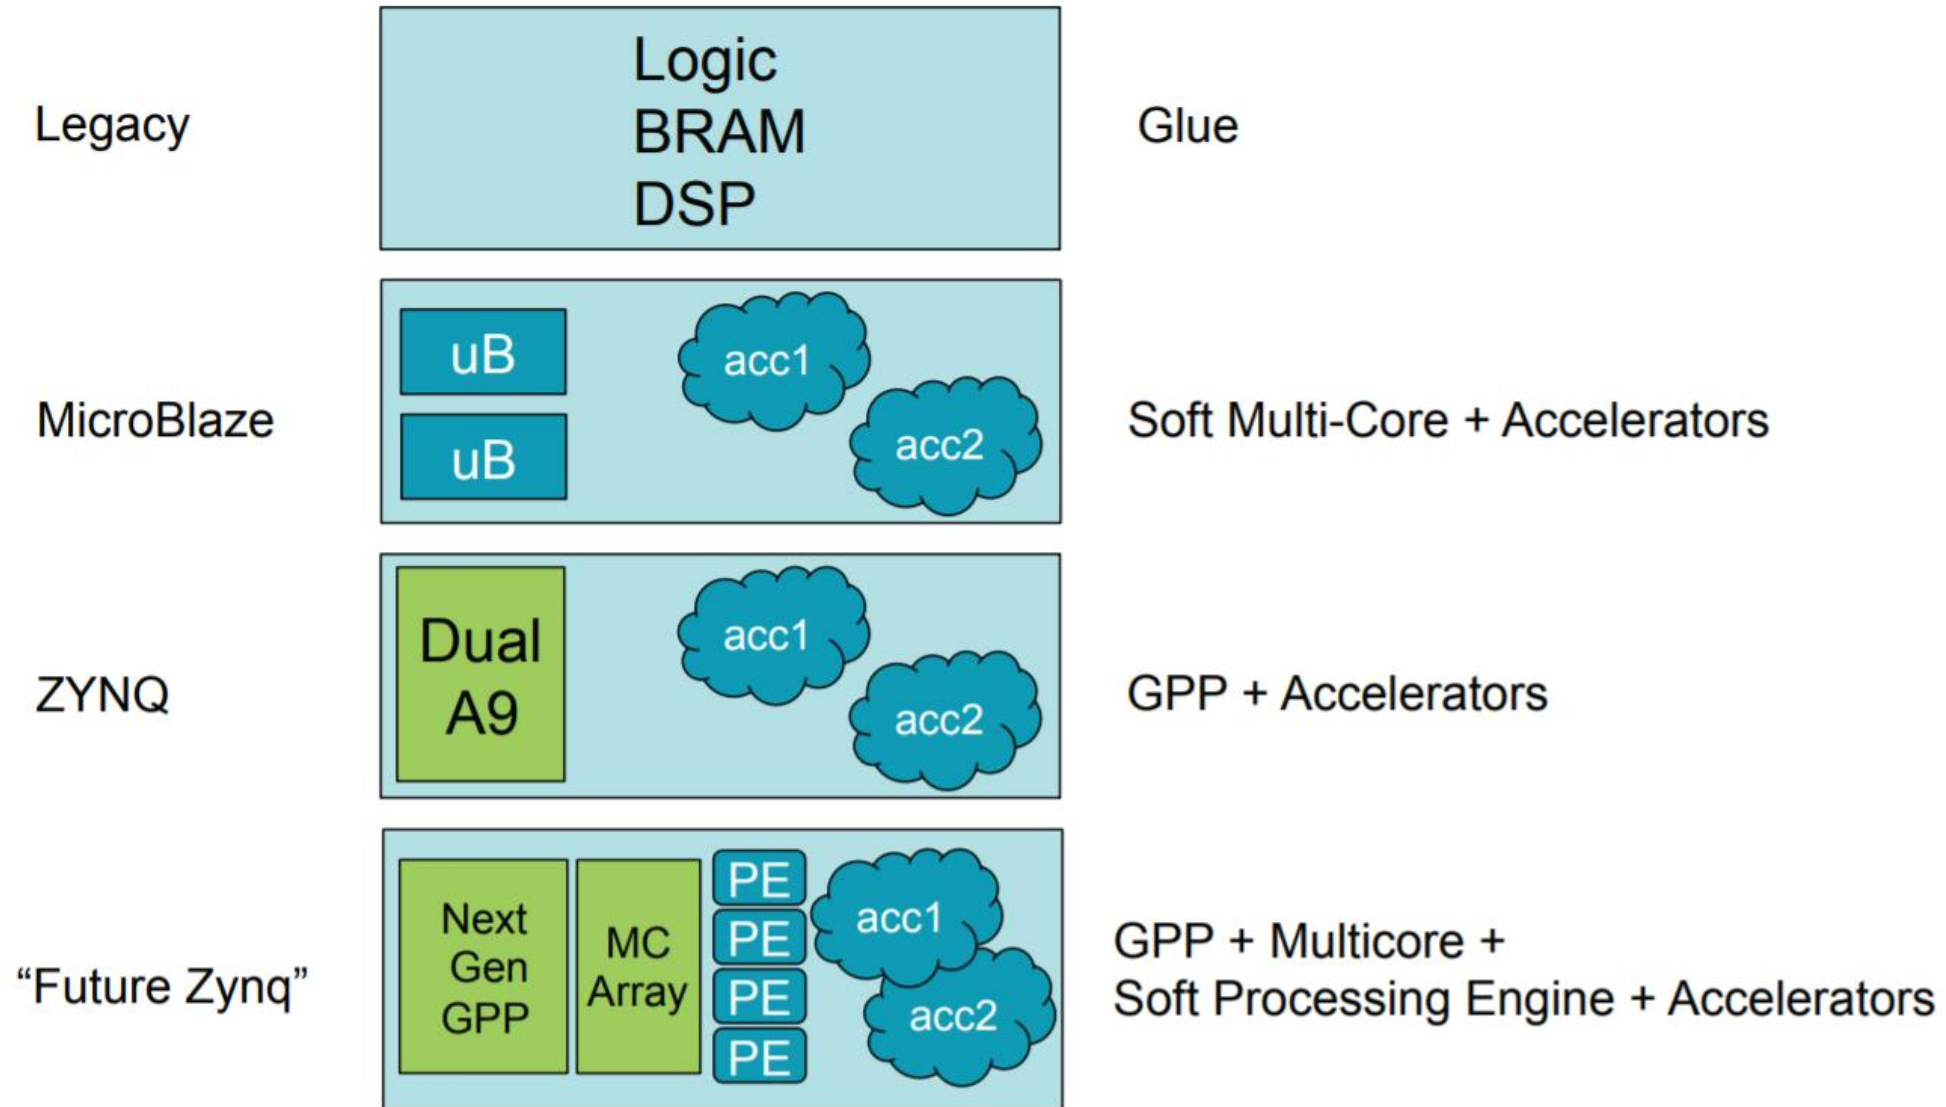 Legacy
Logic
BRAM
DSP
Glue
MicroBlaze
uB
uB
acc1
acc2
Soft Multi-Core + Accelerators
ZYNQ
Dual
A9
acc1
acc2
GPP + Accelerators
“Future Zynq”
Next
Gen
GPP
MC
Array
PE
PE
PE
PE
acc1
acc2
GPP + Multicore +
Soft Processing Engine + Accelerators